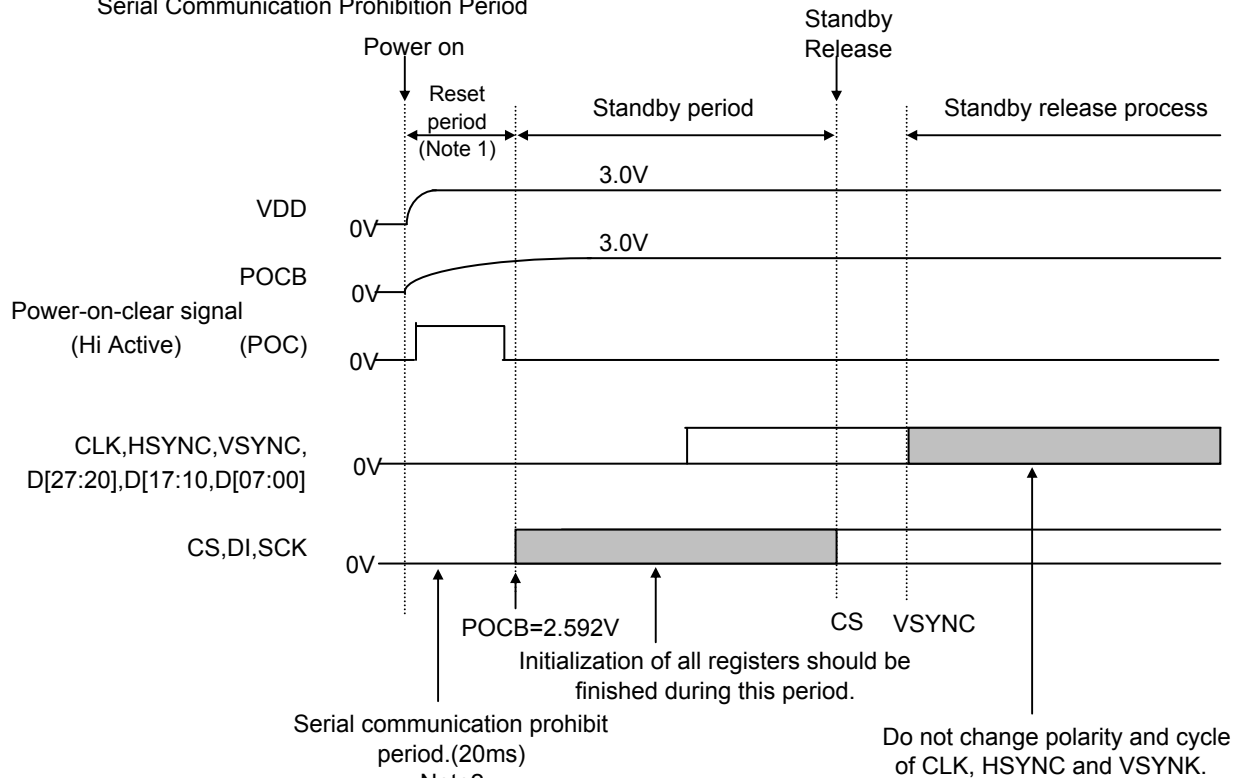 Serial Communication Prohibition Period
Power on
Standby
Release
Reset
period
(Note 1)
Standby period
Standby release process
VDD
0V
3.0V
POCB
0V
3.0V
Power-on-clear signal
(Hi Active) (POC)
0V
CLK,HSYNC,VSYNC,
D[27:20],D[17:10,D[07:00]
0V
CS,DI,SCK
0V
POCB=2.592V
CS
VSYNC
Initialization of all registers should be
finished during this period.
Serial communication prohibit
period.(20ms)
Note2
Do not change polarity and cycle
of CLK, HSYNC and VSYNK.